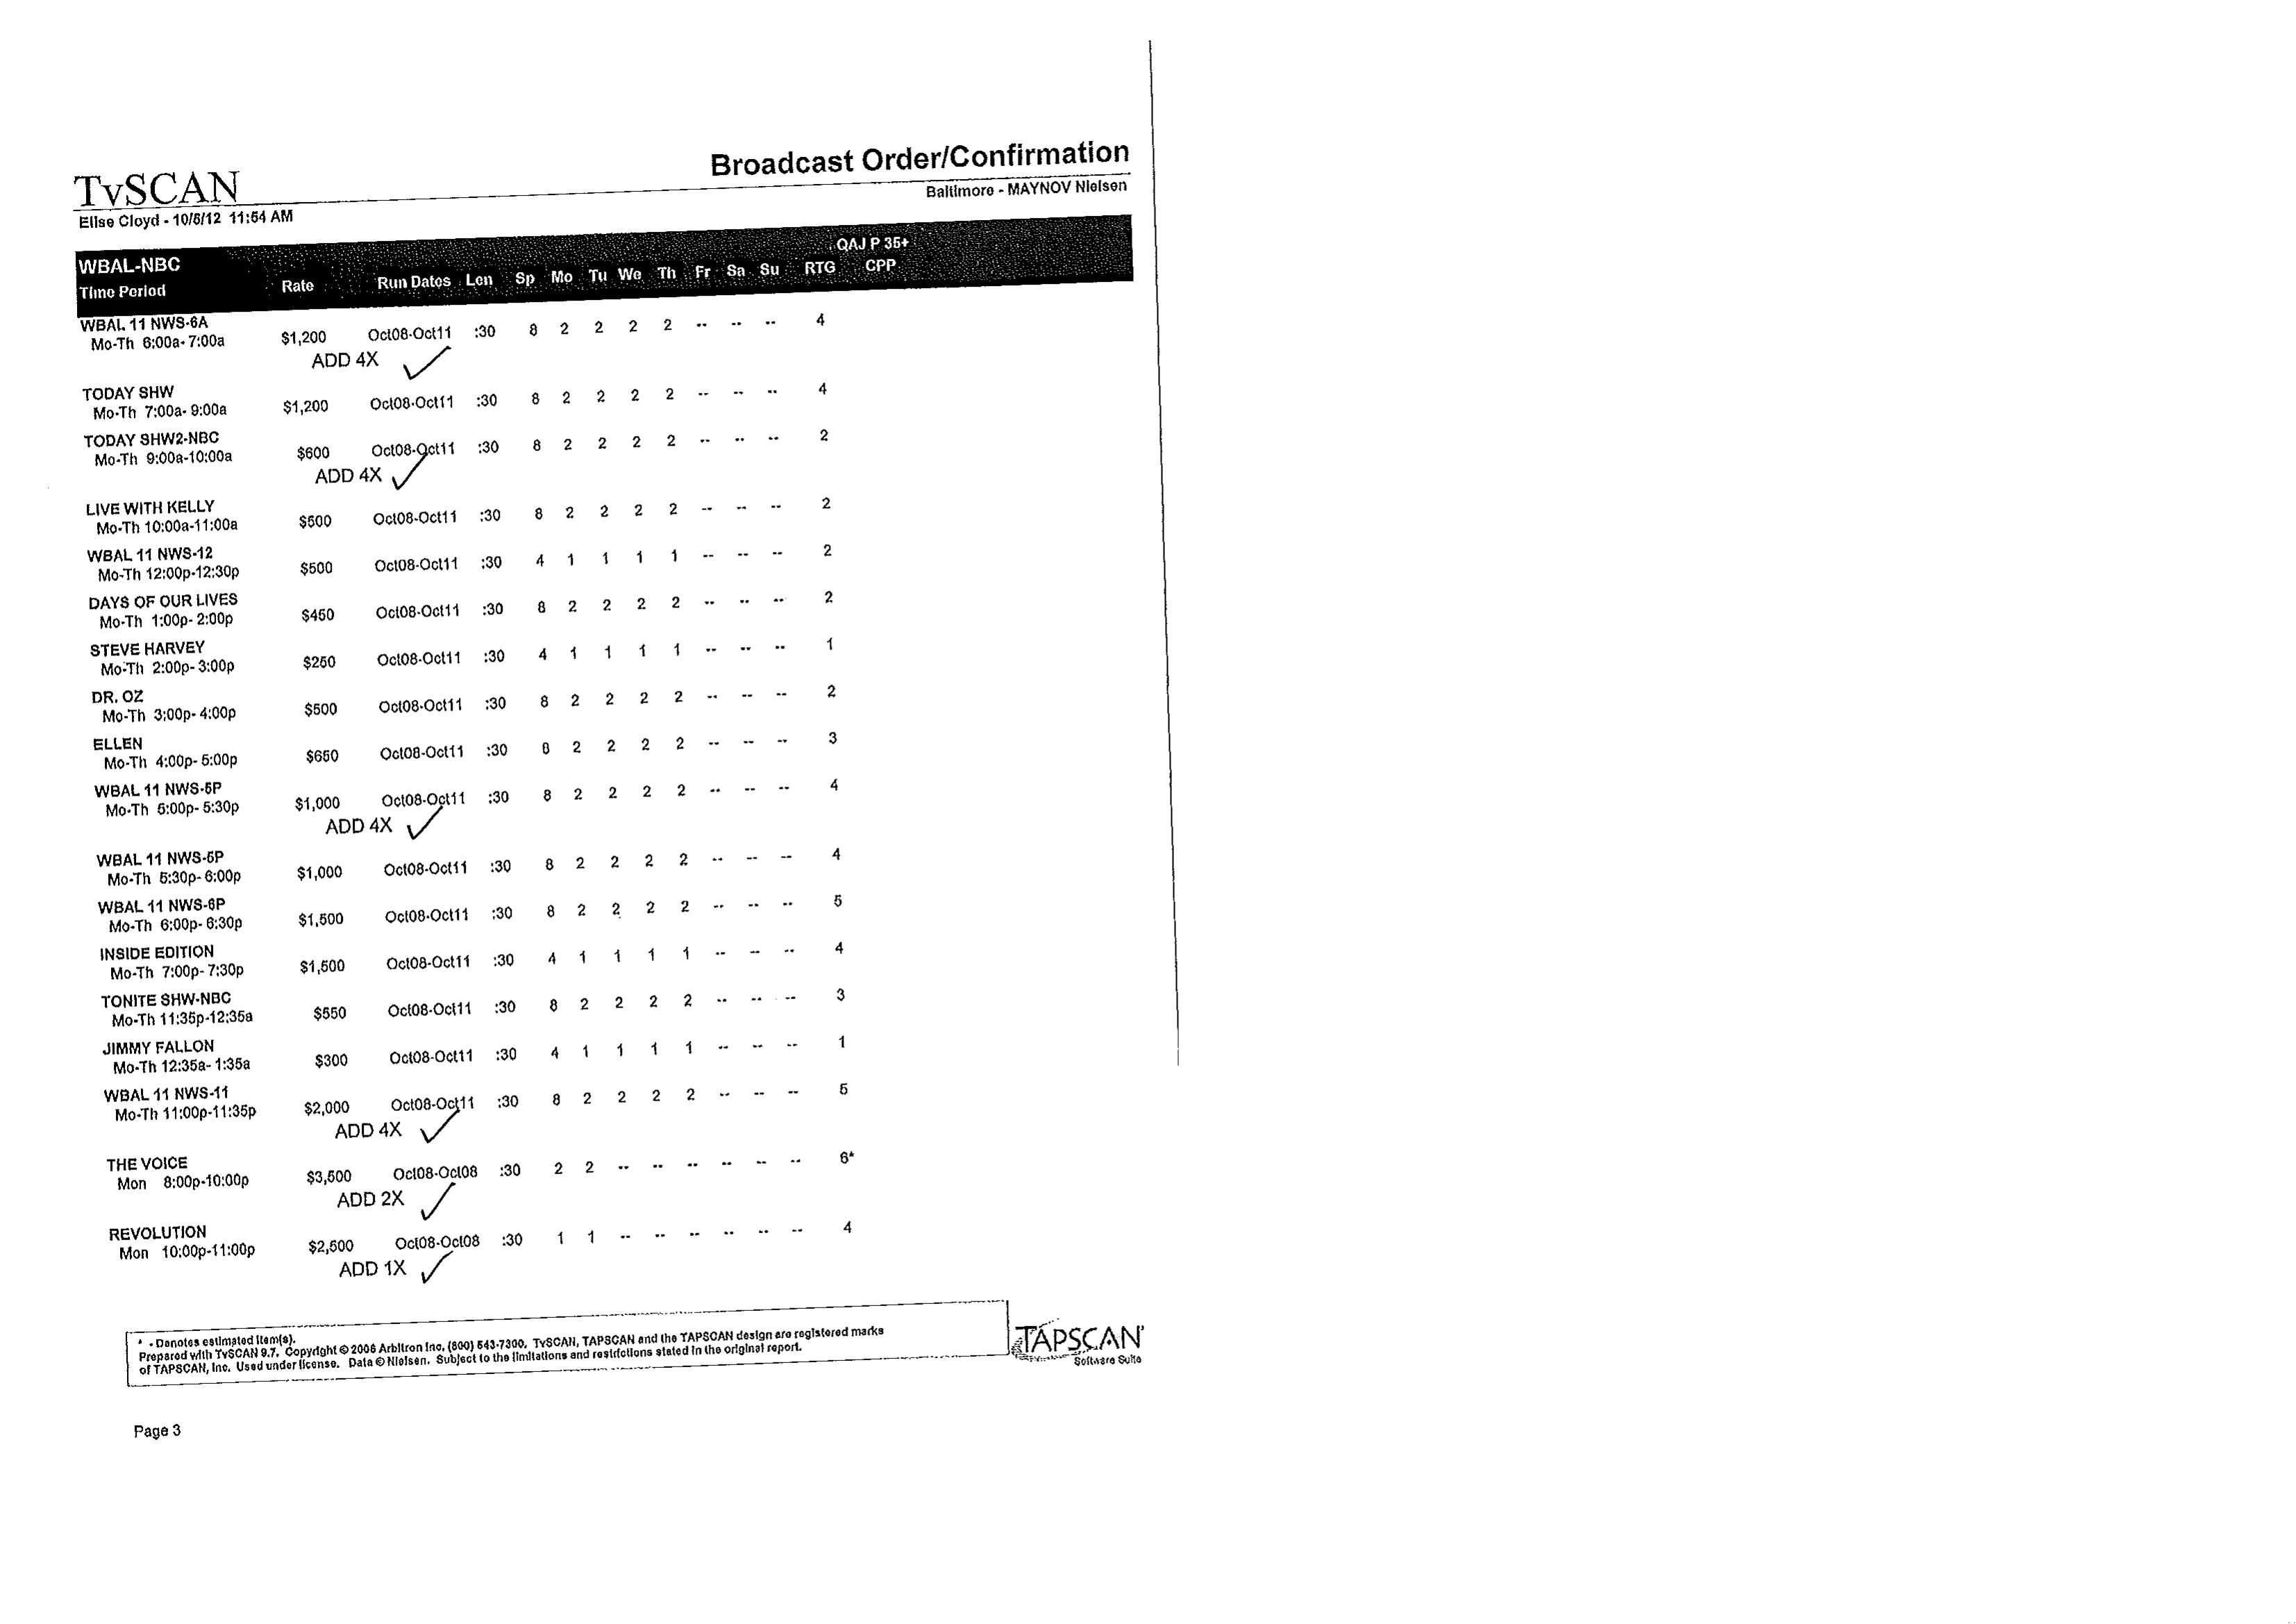 TvSCAN
Broadcast Order/Confirmation
Elise Cloyd - 10/5/12 11:54 AM
Baltimore - MAYNOV Nielsen
WBAL-NBC QAJ P 35+
Time Period Rate Run Dates Len Sp Mo Tu We Th Fr Sa Su RTG CPP
WBAL 11 NWS-6A
Mo-Th 6:00a-7:00a $1,200 Oct08-Oct11 :30 8 2 2 2 2 -- -- -- 4
ADD 4X ✓
TODAY SHW
Mo-Th 7:00a-9:00a $1,200 Oct08-Oct11 :30 8 2 2 2 2 -- -- -- 4
TODAY SHW2-NBC
Mo-Th 9:00a-10:00a $600 Oct08-Oct11 :30 8 2 2 2 2 -- -- -- 2
ADD 4X ✓
LIVE WITH KELLY
Mo-Th 10:00a-11:00a $500 Oct08-Oct11 :30 8 2 2 2 2 -- -- -- 2
WBAL 11 NWS-12
Mo-Th 12:00p-12:30p $500 Oct08-Oct11 :30 4 1 1 1 1 -- -- -- 2
DAYS OF OUR LIVES
Mo-Th 1:00p-2:00p $450 Oct08-Oct11 :30 8 2 2 2 2 -- -- -- 2
STEVE HARVEY
Mo-Th 2:00p-3:00p $250 Oct08-Oct11 :30 4 1 1 1 1 -- -- -- 1
DR. OZ
Mo-Th 3:00p-4:00p $500 Oct08-Oct11 :30 8 2 2 2 2 -- -- -- 2
ELLEN
Mo-Th 4:00p-5:00p $650 Oct08-Oct11 :30 8 2 2 2 2 -- -- -- 3
WBAL 11 NWS-5P
Mo-Th 5:00p-5:30p $1,000 Oct08-Oct11 :30 8 2 2 2 2 -- -- -- 4
ADD 4X ✓
WBAL 11 NWS-5P
Mo-Th 5:30p-6:00p $1,000 Oct08-Oct11 :30 8 2 2 2 2 -- -- -- 4
WBAL 11 NWS-6P
Mo-Th 6:00p-6:30p $1,500 Oct08-Oct11 :30 8 2 2 2 2 -- -- -- 5
INSIDE EDITION
Mo-Th 7:00p-7:30p $1,500 Oct08-Oct11 :30 4 1 1 1 1 -- -- -- 4
TONITE SHW-NBC
Mo-Th 11:35p-12:35a $550 Oct08-Oct11 :30 8 2 2 2 2 -- -- -- 3
JIMMY FALLON
Mo-Th 12:35a-1:35a $300 Oct08-Oct11 :30 4 1 1 1 1 -- -- -- 1
WBAL 11 NWS-11
Mo-Th 11:00p-11:35p $2,000 Oct08-Oct11 :30 8 2 2 2 2 -- -- -- 5
ADD 4X ✓
THE VOICE
Mon 8:00p-10:00p $3,500 Oct08-Oct08 :30 2 2 -- -- -- -- -- -- 6*
ADD 2X ✓
REVOLUTION
Mon 10:00p-11:00p $2,500 Oct08-Oct08 :30 1 1 -- -- -- -- -- -- 4
ADD 1X ✓
* - Denotes estimated item(s).
Prepared with TvSCAN 9.7. Copyright © 2006 Arbitron Inc. (800) 543-7300. TvSCAN, TAPSCAN and the TAPSCAN design are registered marks
of TAPSCAN, Inc. Used under license. Data © Nielsen. Subject to the limitations and restrictions stated in the original report.
TAPSCAN
Software Suite
Page 3